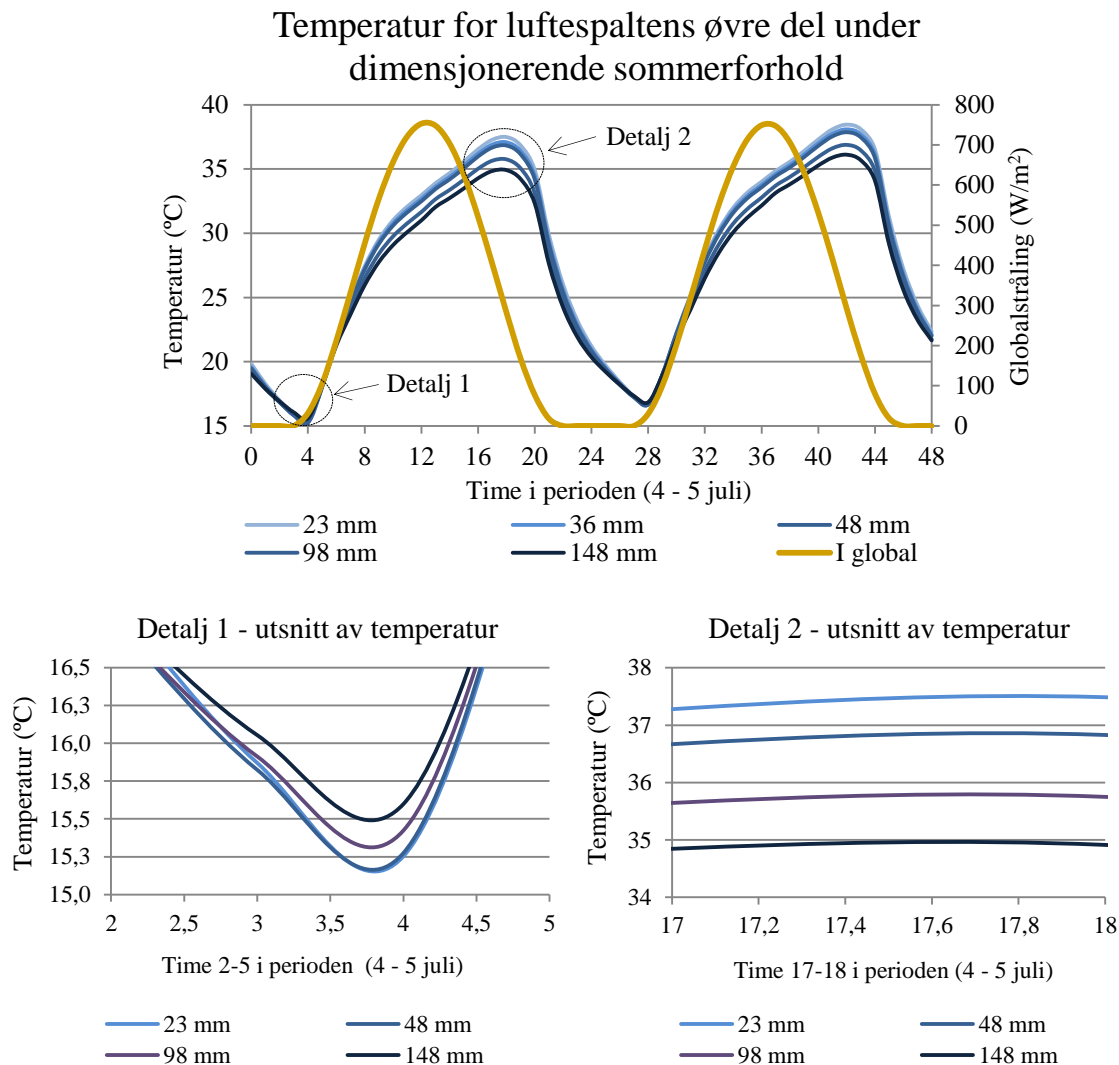 Temperatur for luftespaltens øvre del under
dimensjonerende sommerforhold
Temperatur (ºC)
40
35
30
25
20
15
800
700
600
500
400
300
200
100
0
Globalstråling (W/m²)
Detalj 2
Detalj 1
0 4 8 12 16 20 24 28 32 36 40 44 48
Time i perioden (4 - 5 juli)
23 mm 36 mm 48 mm
98 mm 148 mm I global
Detalj 1 - utsnitt av temperatur
Temperatur (ºC)
16,5
16,3
16,0
15,8
15,5
15,3
15,0
2 2,5 3 3,5 4 4,5 5
Time 2-5 i perioden (4 - 5 juli)
23 mm 48 mm
98 mm 148 mm
Detalj 2 - utsnitt av temperatur
Temperatur (ºC)
38
37
36
35
34
17 17,2 17,4 17,6 17,8 18
Time 17-18 i perioden (4 - 5 juli)
23 mm 48 mm
98 mm 148 mm